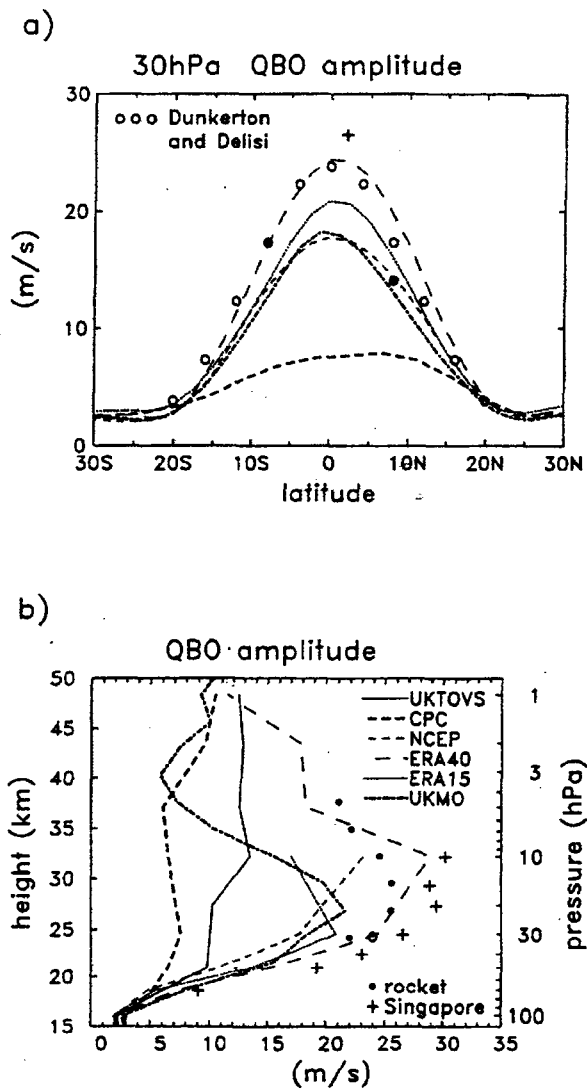 a)
30hPa QBO amplitude
30
20
10
0
(m/s)
o o o Dunkerton
and Delisi
30S 20S 10S 0 10N 20N 30N
latitude
b)
QBO amplitude
50
45
40
35
30
25
20
15
height (km)
UKTOVS
CPC
NCEP
ERA40
ERA15
UKMO
rocket
+ Singapore
1
3
10
30
100
pressure (hPa)
0 5 10 15 20 25 30 35
(m/s)